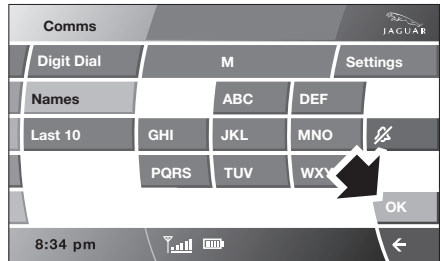 Comms
JAGUAR
Digit Dial M Settings
Names ABC DEF
Last 10 GHI JKL MNO
PQRS TUV WXY
OK
8:34 pm